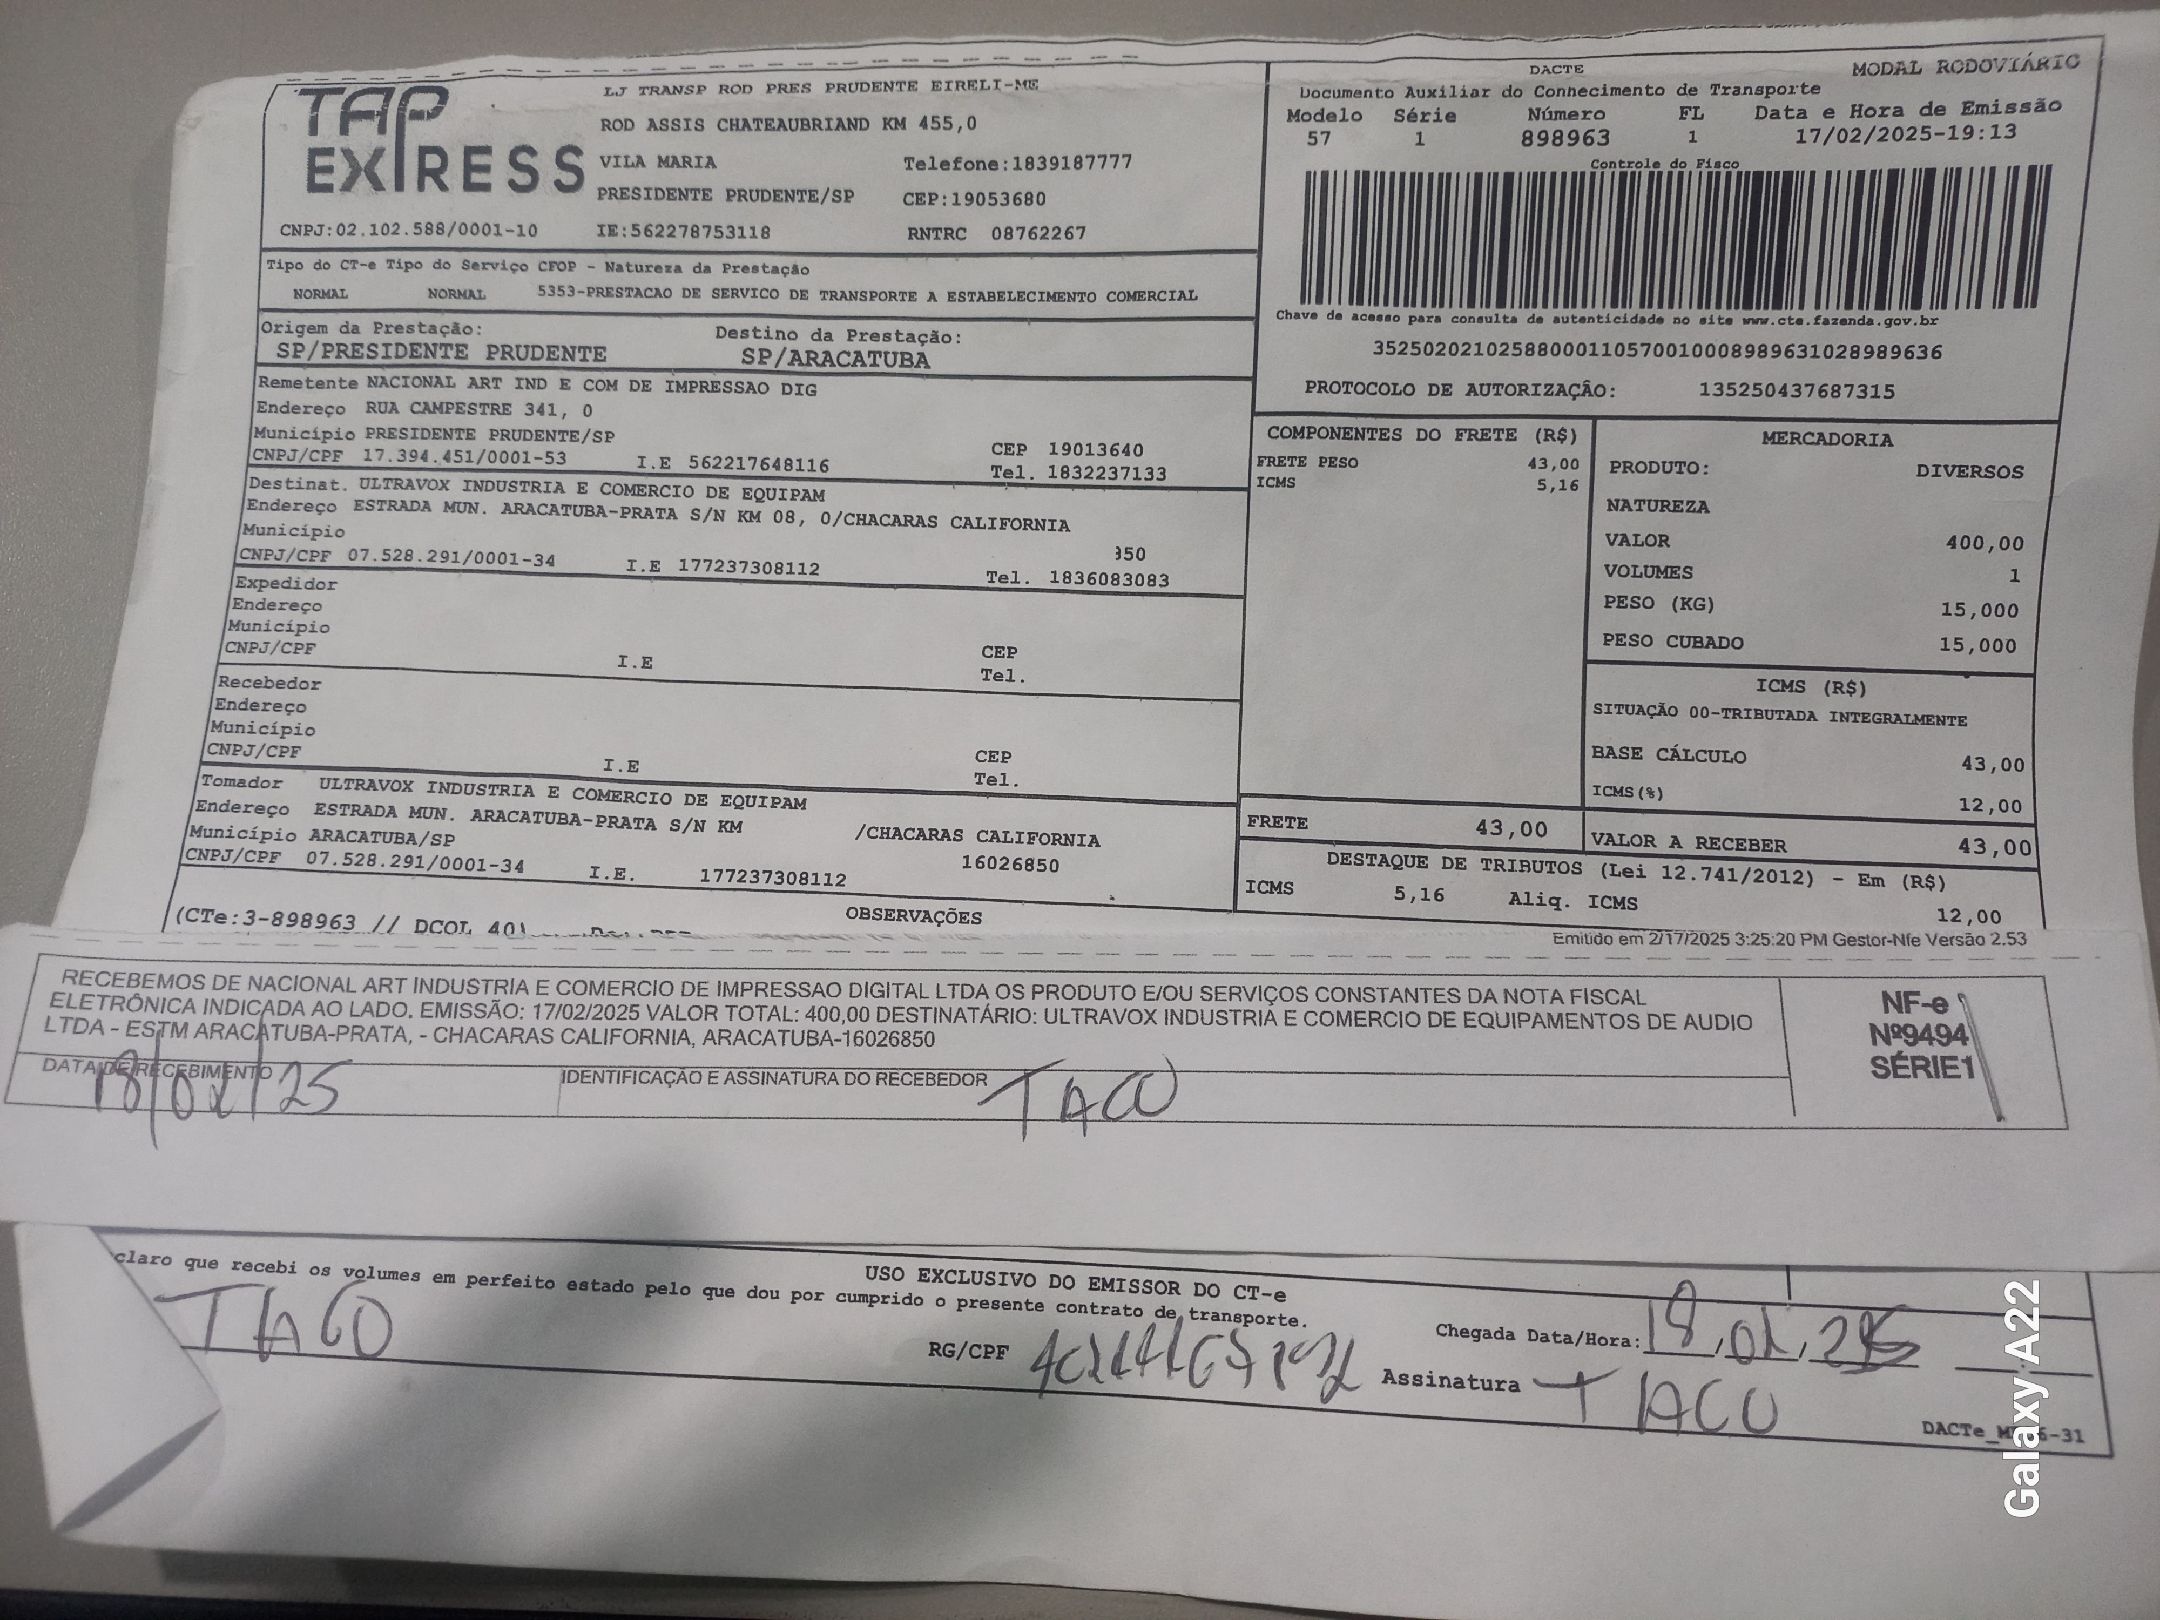 TAP EXPRESS
LJ TRANSP ROD PRES PRUDENTE EIRELI-ME
ROD ASSIS CHATEAUBRIAND KM 455,0
VILA MARIA Telefone:1839187777
PRESIDENTE PRUDENTE/SP CEP:19053680
CNPJ:02.102.588/0001-10 IE:562278753118 RNTRC 08762267
DACTE MODAL RODOVIÁRIO
Documento Auxiliar do Conhecimento de Transporte
Modelo Série Número FL Data e Hora de Emissão
57 1 898963 1 17/02/2025-19:13
Controle do Fisco
Chave de acesso para consulta de autenticidade no site www.cte.fazenda.gov.br
35250202102588000110570010008989631028989636
PROTOCOLO DE AUTORIZAÇÃO: 135250437687315
Tipo do CT-e Tipo do Serviço CFOP - Natureza da Prestação
NORMAL NORMAL 5353-PRESTACAO DE SERVICO DE TRANSPORTE A ESTABELECIMENTO COMERCIAL
Origem da Prestação: Destino da Prestação:
SP/PRESIDENTE PRUDENTE SP/ARACATUBA
Remetente NACIONAL ART IND E COM DE IMPRESSAO DIG
Endereço RUA CAMPESTRE 341, 0
Município PRESIDENTE PRUDENTE/SP CEP 19013640
CNPJ/CPF 17.394.451/0001-53 I.E 562217648116 Tel. 1832237133
Destinat. ULTRAVOX INDUSTRIA E COMERCIO DE EQUIPAM
Endereço ESTRADA MUN. ARACATUBA-PRATA S/N KM 08, 0/CHACARAS CALIFORNIA
Município 850
CNPJ/CPF 07.528.291/0001-34 I.E 177237308112 Tel. 1836083083
Expedidor
Endereço
Município CEP
CNPJ/CPF I.E Tel.
Recebedor
Endereço
Município CEP
CNPJ/CPF I.E Tel.
Tomador ULTRAVOX INDUSTRIA E COMERCIO DE EQUIPAM
Endereço ESTRADA MUN. ARACATUBA-PRATA S/N KM /CHACARAS CALIFORNIA
Município ARACATUBA/SP 16026850
CNPJ/CPF 07.528.291/0001-34 I.E. 177237308112
COMPONENTES DO FRETE (R$)
FRETE PESO 43,00
ICMS 5,16
MERCADORIA
PRODUTO: DIVERSOS
NATUREZA
VALOR 400,00
VOLUMES 1
PESO (KG) 15,000
PESO CUBADO 15,000
ICMS (R$)
SITUAÇÃO 00-TRIBUTADA INTEGRALMENTE
BASE CÁLCULO 43,00
ICMS(%) 12,00
FRETE 43,00 VALOR A RECEBER 43,00
DESTAQUE DE TRIBUTOS (Lei 12.741/2012) - Em (R$)
ICMS 5,16 Aliq. ICMS 12,00
OBSERVAÇÕES
(CTe:3-898963 // DCOL 40)
Emitido em 2/17/2025 3:25:20 PM Gestor-Nfe Versão 2.53
RECEBEMOS DE NACIONAL ART INDUSTRIA E COMERCIO DE IMPRESSAO DIGITAL LTDA OS PRODUTO E/OU SERVIÇOS CONSTANTES DA NOTA FISCAL
ELETRÔNICA INDICADA AO LADO. EMISSÃO: 17/02/2025 VALOR TOTAL: 400,00 DESTINATÁRIO: ULTRAVOX INDUSTRIA E COMERCIO DE EQUIPAMENTOS DE AUDIO
LTDA - ESTM ARACATUBA-PRATA, - CHACARAS CALIFORNIA, ARACATUBA-16026850
NF-e
Nº9494
SÉRIE1
DATA DE RECEBIMENTO IDENTIFICAÇÃO E ASSINATURA DO RECEBEDOR
18/02/25 TACO
USO EXCLUSIVO DO EMISSOR DO CT-e
claro que recebi os volumes em perfeito estado pelo que dou por cumprido o presente contrato de transporte.
TACO
RG/CPF
Chegada Data/Hora: 18,02,25
Assinatura TACO
DACTe_M
-31
Galaxy A22